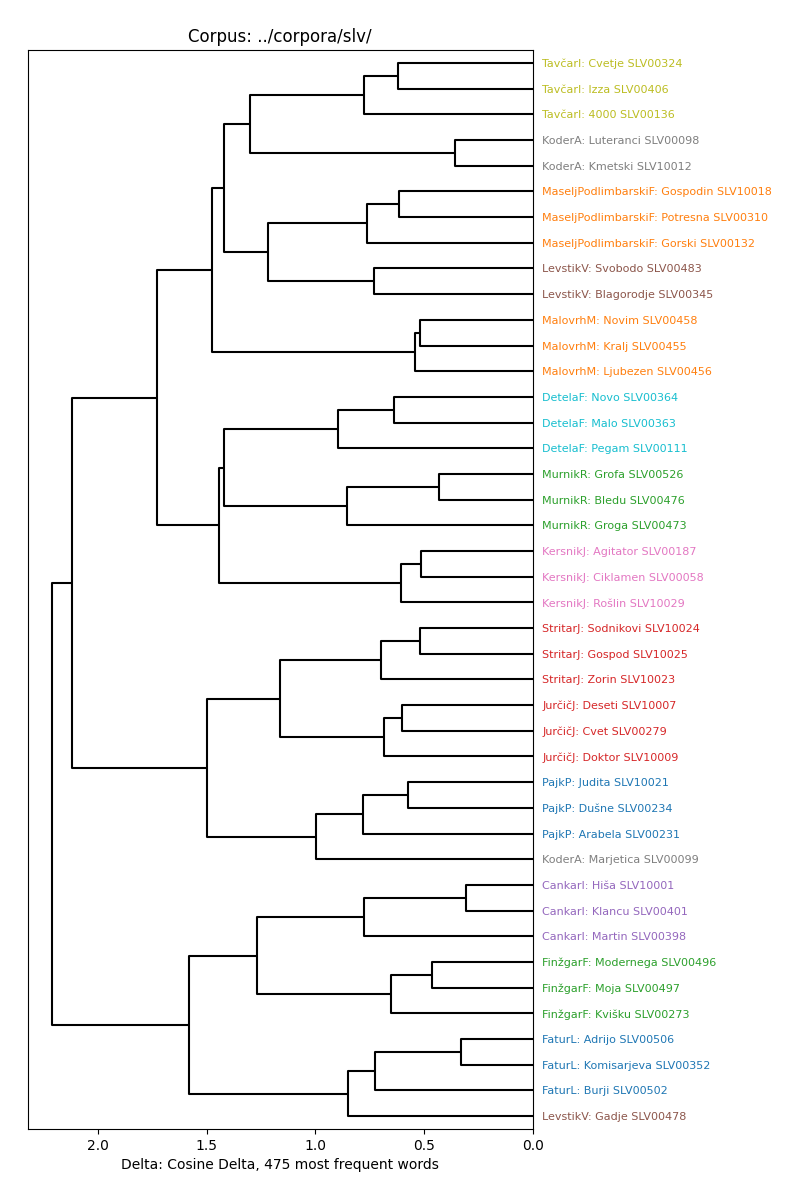 Corpus: ../corpora/slv/
TavčarI: Cvetje SLV00324
TavčarI: Izza SLV00406
TavčarI: 4000 SLV00136
KoderA: Luteranci SLV00098
KoderA: Kmetski SLV10012
MaseljPodlimbarskiF: Gospodin SLV10018
MaseljPodlimbarskiF: Potresna SLV00310
MaseljPodlimbarskiF: Gorski SLV00132
LevstikV: Svobodo SLV00483
LevstikV: Blagorodje SLV00345
MalovrhM: Novim SLV00458
MalovrhM: Kralj SLV00455
MalovrhM: Ljubezen SLV00456
DetelaF: Novo SLV00364
DetelaF: Malo SLV00363
DetelaF: Pegam SLV00111
MurnikR: Grofa SLV00526
MurnikR: Bledu SLV00476
MurnikR: Groga SLV00473
KersnikJ: Agitator SLV00187
KersnikJ: Ciklamen SLV00058
KersnikJ: Rošlin SLV10029
StritarJ: Sodnikovi SLV10024
StritarJ: Gospod SLV10025
StritarJ: Zorin SLV10023
JurčičJ: Deseti SLV10007
JurčičJ: Cvet SLV00279
JurčičJ: Doktor SLV10009
PajkP: Judita SLV10021
PajkP: Dušne SLV00234
PajkP: Arabela SLV00231
KoderA: Marjetica SLV00099
CankarI: Hiša SLV10001
CankarI: Klancu SLV00401
CankarI: Martin SLV00398
FinžgarF: Modernega SLV00496
FinžgarF: Moja SLV00497
FinžgarF: Kvišku SLV00273
FaturL: Adrijo SLV00506
FaturL: Komisarjeva SLV00352
FaturL: Burji SLV00502
LevstikV: Gadje SLV00478
2.0 1.5 1.0 0.5 0.0
Delta: Cosine Delta, 475 most frequent words